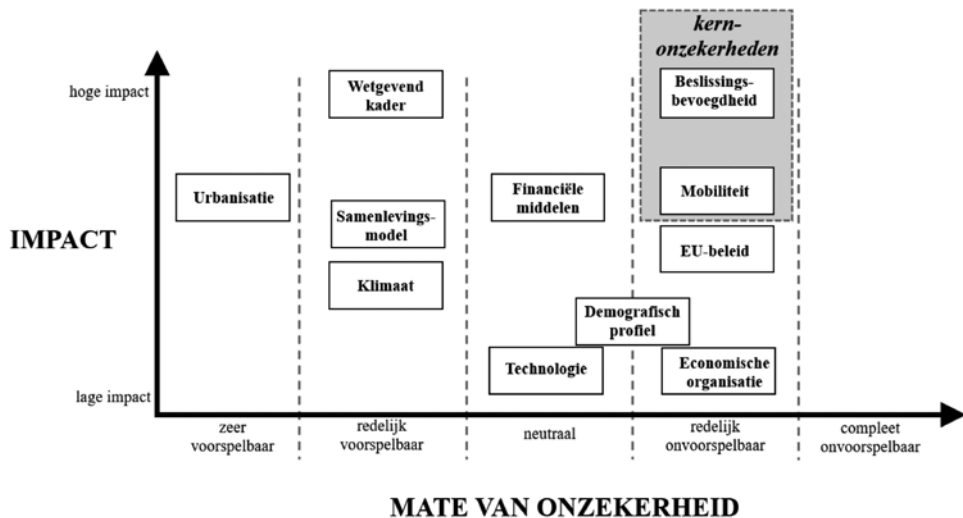 kern-
onzekerheden
hoge impact
Wetgevend
kader
Beslissings-
bevoegdheid
Urbanisatie
Financiële
middelen
Mobiliteit
Samenlevings-
model
IMPACT
EU-beleid
Klimaat
Demografisch
profiel
Technologie
Economische
organisatie
lage impact
zeer
voorspelbaar
redelijk
voorspelbaar
neutraal
redelijk
onvoorspelbaar
compleet
onvoorspelbaar
MATE VAN ONZEKERHEID